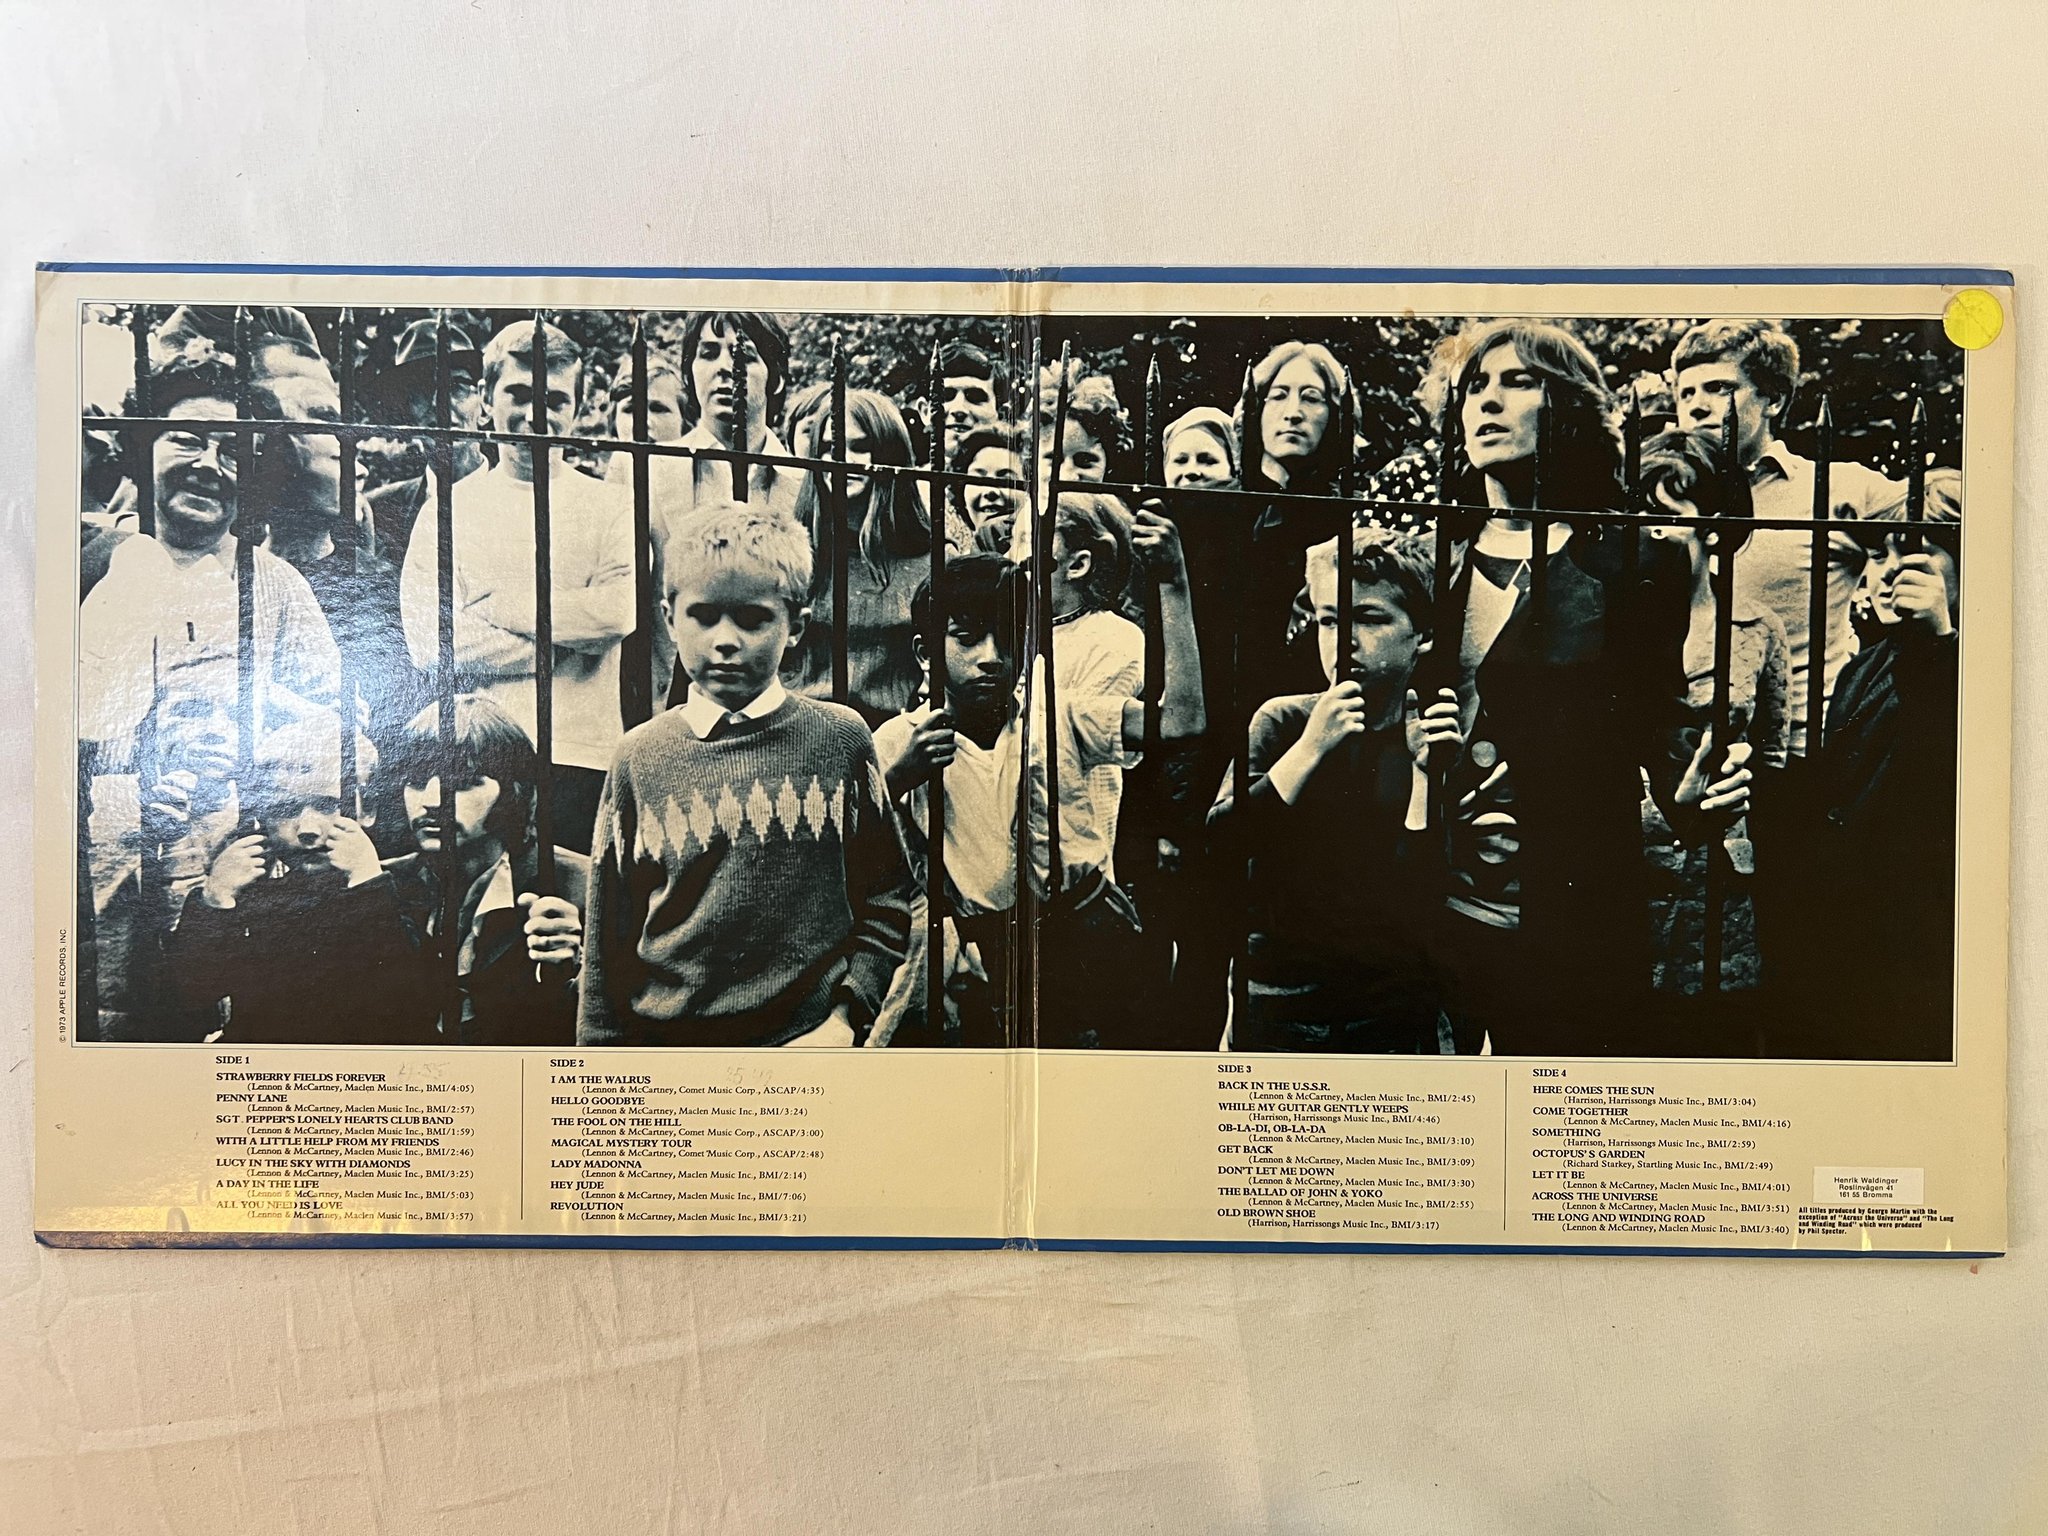 © 1973 APPLE RECORDS, INC.
SIDE 1
STRAWBERRY FIELDS FOREVER
(Lennon & McCartney, Maclen Music Inc., BMI/4:05)
PENNY LANE
(Lennon & McCartney, Maclen Music Inc., BMI/2:57)
SGT. PEPPER'S LONELY HEARTS CLUB BAND
(Lennon & McCartney, Maclen Music Inc., BMI/1:59)
WITH A LITTLE HELP FROM MY FRIENDS
(Lennon & McCartney, Maclen Music Inc., BMI/2:46)
LUCY IN THE SKY WITH DIAMONDS
(Lennon & McCartney, Maclen Music Inc., BMI/3:25)
A DAY IN THE LIFE
(Lennon & McCartney, Maclen Music Inc., BMI/5:03)
ALL YOU NEED IS LOVE
(Lennon & McCartney, Maclen Music Inc., BMI/3:57)
SIDE 2
I AM THE WALRUS
(Lennon & McCartney, Comet Music Corp., ASCAP/4:35)
HELLO GOODBYE
(Lennon & McCartney, Maclen Music Inc., BMI/3:24)
THE FOOL ON THE HILL
(Lennon & McCartney, Comet Music Corp., ASCAP/3:00)
MAGICAL MYSTERY TOUR
(Lennon & McCartney, Comet Music Corp., ASCAP/2:48)
LADY MADONNA
(Lennon & McCartney, Maclen Music Inc., BMI/2:14)
HEY JUDE
(Lennon & McCartney, Maclen Music Inc., BMI/7:06)
REVOLUTION
(Lennon & McCartney, Maclen Music Inc., BMI/3:21)
SIDE 3
BACK IN THE U.S.S.R.
(Lennon & McCartney, Maclen Music Inc., BMI/2:45)
WHILE MY GUITAR GENTLY WEEPS
(Harrison, Harrissongs Music Inc., BMI/4:46)
OB-LA-DI, OB-LA-DA
(Lennon & McCartney, Maclen Music Inc., BMI/3:10)
GET BACK
(Lennon & McCartney, Maclen Music Inc., BMI/3:09)
DON'T LET ME DOWN
(Lennon & McCartney, Maclen Music Inc., BMI/3:30)
THE BALLAD OF JOHN & YOKO
(Lennon & McCartney, Maclen Music Inc., BMI/2:55)
OLD BROWN SHOE
(Harrison, Harrissongs Music Inc., BMI/3:17)
SIDE 4
HERE COMES THE SUN
(Harrison, Harrissongs Music Inc., BMI/3:04)
COME TOGETHER
(Lennon & McCartney, Maclen Music Inc., BMI/4:16)
SOMETHING
(Harrison, Harrissongs Music Inc., BMI/2:59)
OCTOPUS'S GARDEN
(Richard Starkey, Startling Music Inc., BMI/2:49)
LET IT BE
(Lennon & McCartney, Maclen Music Inc., BMI/4:01)
ACROSS THE UNIVERSE
(Lennon & McCartney, Maclen Music Inc., BMI/3:51)
THE LONG AND WINDING ROAD
(Lennon & McCartney, Maclen Music Inc., BMI/3:40)
Henrik Waldinger
Roslinvägen 41
161 55 Bromma
All titles produced by George Martin with the
exception of "Across the Universe" and "The Long
and Winding Road" which were produced
by Phil Spector.